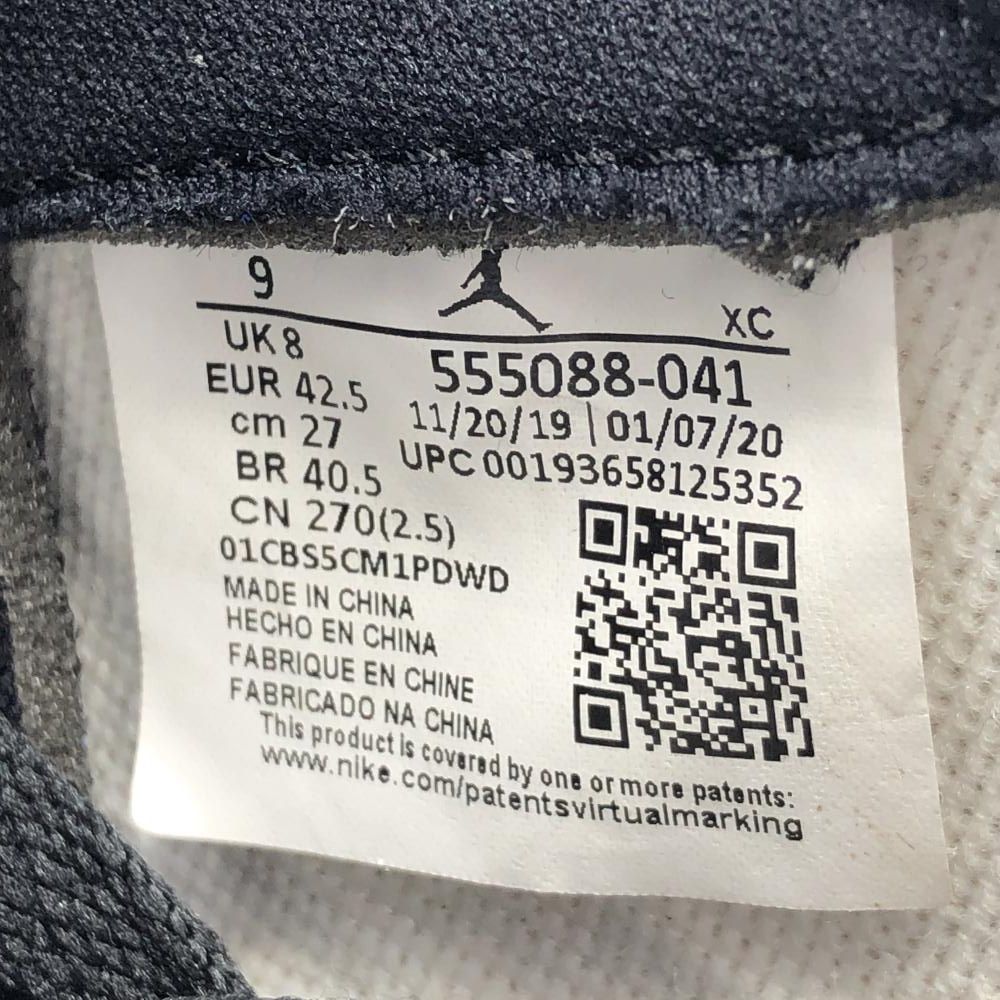 9
XC
UK 8
555088-041
EUR 42.5
11/20/19 | 01/07/20
cm 27
UPC 00193658125352
BR 40.5
CN 270(2.5)
01CBS5CM1PDWD
MADE IN CHINA
HECHO EN CHINA
FABRIQUE EN CHINE
FABRICADO NA CHINA
This product is covered by one or more patents:
www.nike.com/patentsvirtualmarking